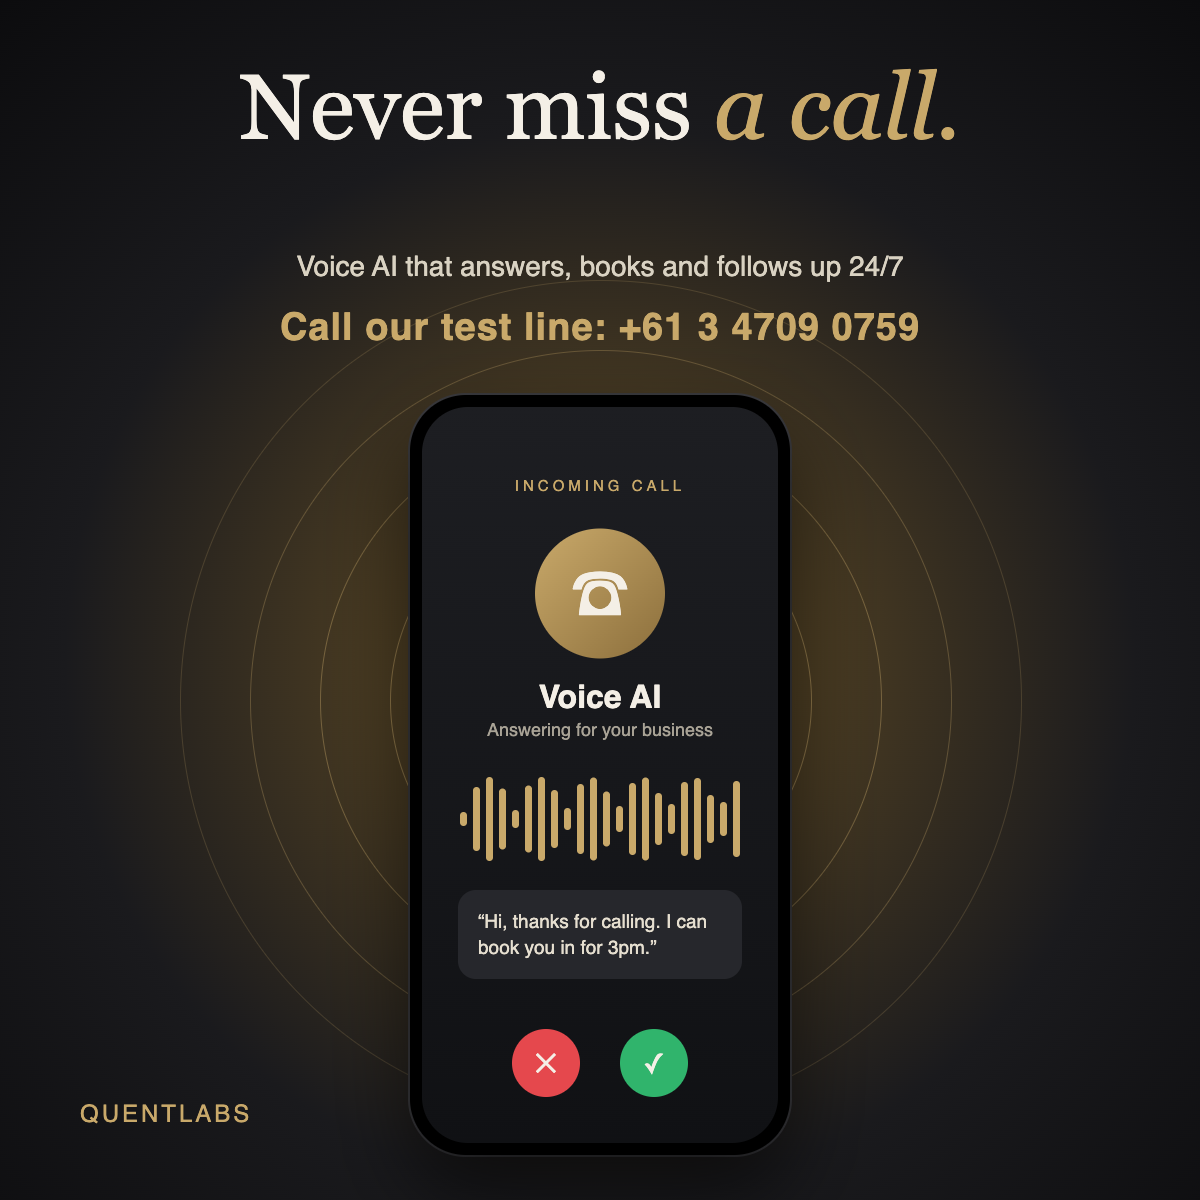 Never miss a call.
Voice AI that answers, books and follows up 24/7
Call our test line: +61 3 4709 0759
INCOMING CALL
Voice AI
Answering for your business
“Hi, thanks for calling. I can
book you in for 3pm.”
QUENTLABS